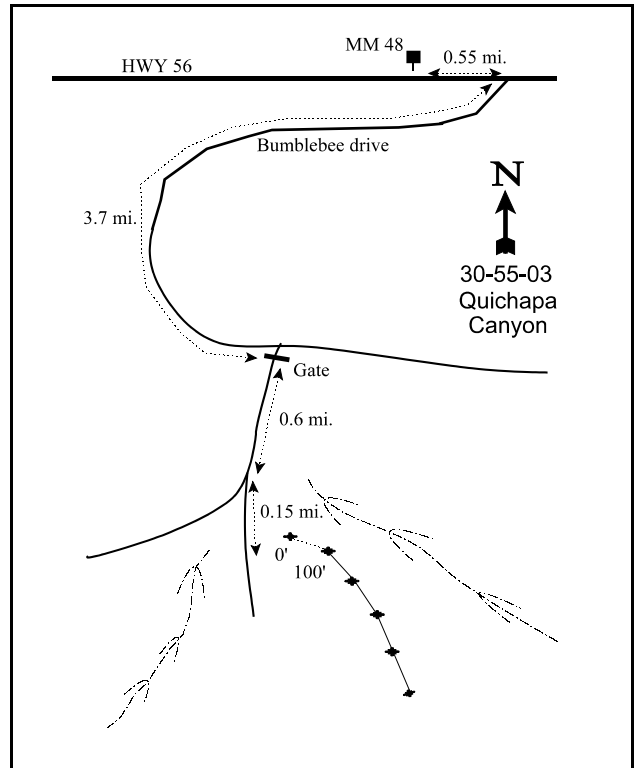 MM 48
0.55 mi.
HWY 56
Bumblebee drive
N
3.7 mi.
30-55-03
Quichapa
Canyon
Gate
0.6 mi.
0.15 mi.
0'
100'